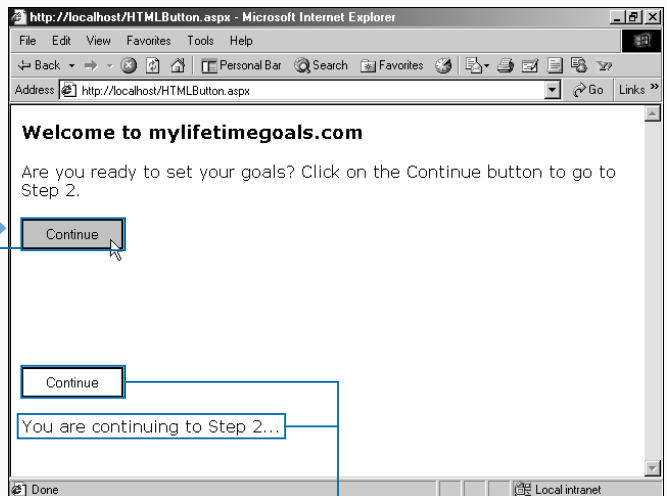 http://localhost/HTMLButton.aspx - Microsoft Internet Explorer
File Edit View Favorites Tools Help
Back Personal Bar Search Favorites
Address http://localhost/HTMLButton.aspx Go Links »
Welcome to mylifetimegoals.com
Are you ready to set your goals? Click on the Continue button to go to
Step 2.
Continue
Continue
You are continuing to Step 2...
Done Local intranet